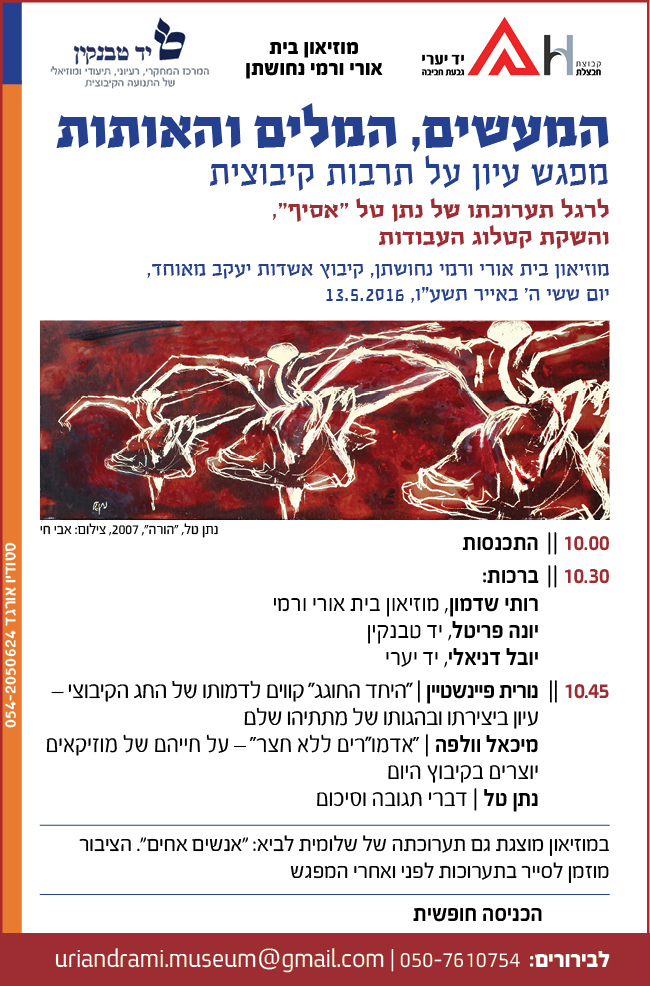 קבוצת
חבצלת
יד יערי
גבעת חביבה
מוזיאון בית
אורי ורמי נחושתן
יד טבנקין
המרכז המחקרי, רעיוני, תיעודי ומוזיאלי
של התנועה הקיבוצית
המעשים, המלים והאותות
מפגש עיון על תרבות קיבוצית
לרגל תערוכתו של נתן טל "אסיף",
והשקת קטלוג העבודות
מוזיאון בית אורי ורמי נחושתן, קיבוץ אשדות יעקב מאוחד,
יום ששי ה' באייר תשע"ו, 13.5.2016
נתן טל, "הורה", 2007, צילום: אבי חי
10.00 || התכנסות
10.30 || ברכות:
רותי שדמון, מוזיאון בית אורי ורמי
יונה פריטל, יד טבנקין
יובל דניאלי, יד יערי
10.45 || נורית פיינשטיין | "היחד החוגג" קווים לדמותו של החג הקיבוצי –
עיון ביצירתו ובהגותו של מתתיהו שלם
מיכאל וולפה | "אדמו"רים ללא חצר" – על חייהם של מוזיקאים
יוצרים בקיבוץ היום
נתן טל | דברי תגובה וסיכום
במוזיאון מוצגת גם תערוכתה של שלומית לביא: "אנשים אחים". הציבור
מוזמן לסייר בתערוכות לפני ואחרי המפגש
הכניסה חופשית
לבירורים: 050-7610754 | uriandrami.museum@gmail.com
סטודיו אורגד 054-2050624